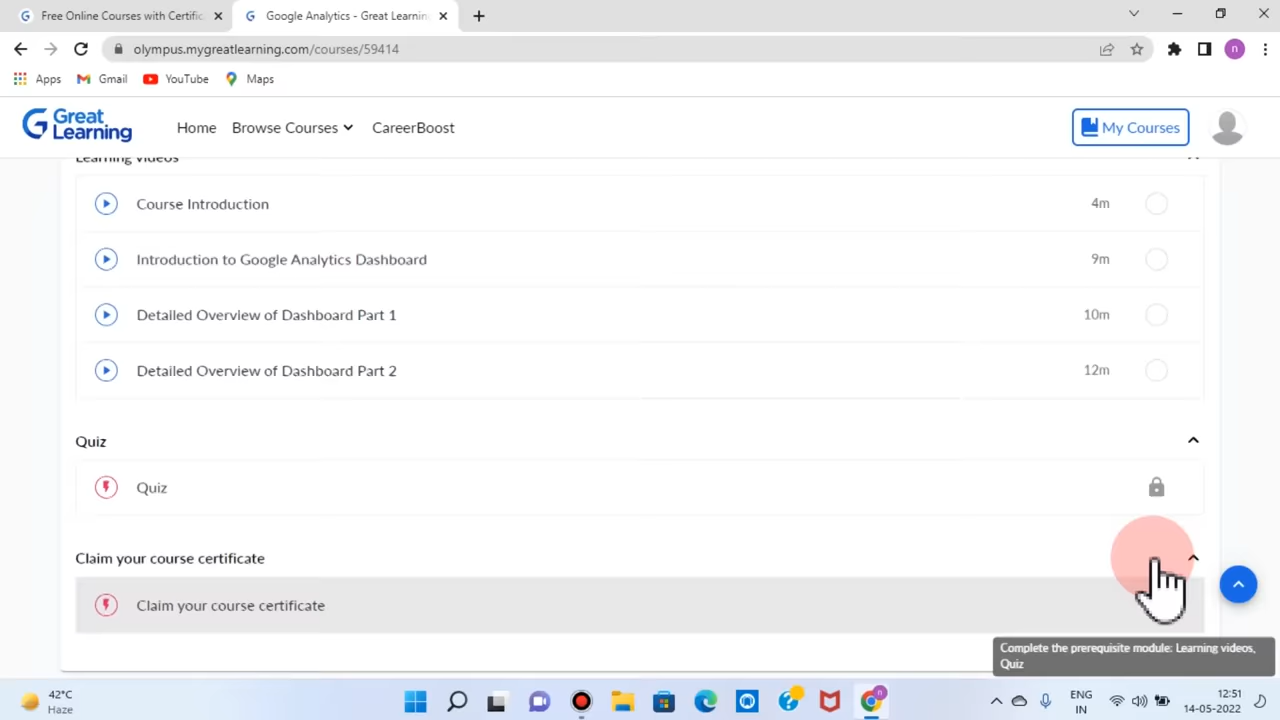 Free Online Courses with Certific
Google Analytics - Great Learnin
olympus.mygreatlearning.com/courses/59414
n
Apps
Gmail
YouTube
Maps
Great
Learning
Home
Browse Courses
CareerBoost
My Courses
Learning videos
Course Introduction
4m
Introduction to Google Analytics Dashboard
9m
Detailed Overview of Dashboard Part 1
10m
Detailed Overview of Dashboard Part 2
12m
Quiz
Quiz
Claim your course certificate
Claim your course certificate
Complete the prerequisite module: Learning videos,
Quiz
42°C
Haze
ENG
IN
12:51
14-05-2022